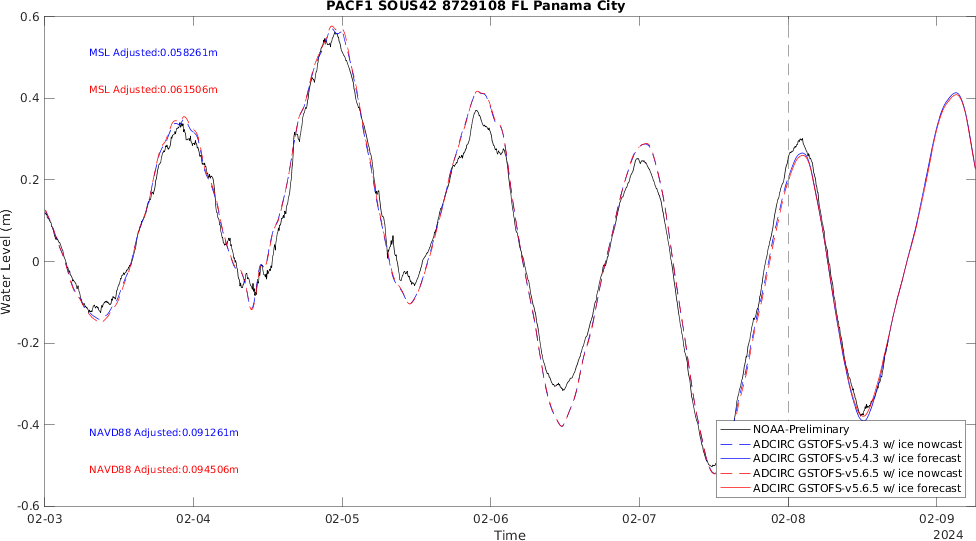 PACF1 SOUS42 8729108 FL Panama City
0.6
MSL Adjusted:0.058261m
MSL Adjusted:0.061506m
0.4
0.2
0
-0.2
-0.4
-0.6
Water Level (m)
NAVD88 Adjusted:0.091261m
NAVD88 Adjusted:0.094506m
NOAA-Preliminary
ADCIRC GSTOFS-v5.4.3 w/ ice nowcast
ADCIRC GSTOFS-v5.4.3 w/ ice forecast
ADCIRC GSTOFS-v5.6.5 w/ ice nowcast
ADCIRC GSTOFS-v5.6.5 w/ ice forecast
02-03 02-04 02-05 02-06 02-07 02-08 02-09
Time
2024